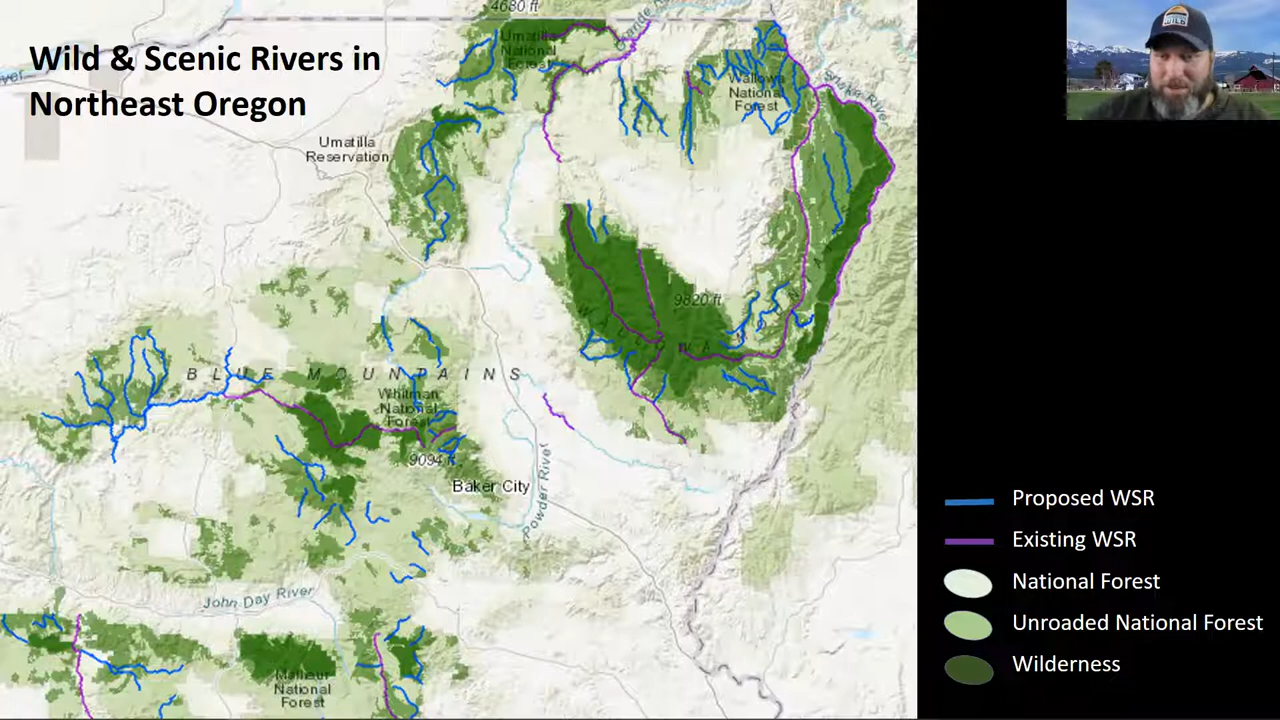 4680 ft
Wild & Scenic Rivers in
Northeast Oregon
Umatilla
National
Forest
Grande
Wallowa
National
Forest
Snake River
ver
Umatilla
Reservation
9820 ft
BLUE MOUNTAINS
Whitman
National
Forest
9094 ft
Baker City
Powder River
John Day River
Malheur
National
Forest
Proposed WSR
Existing WSR
National Forest
Unroaded National Forest
Wilderness